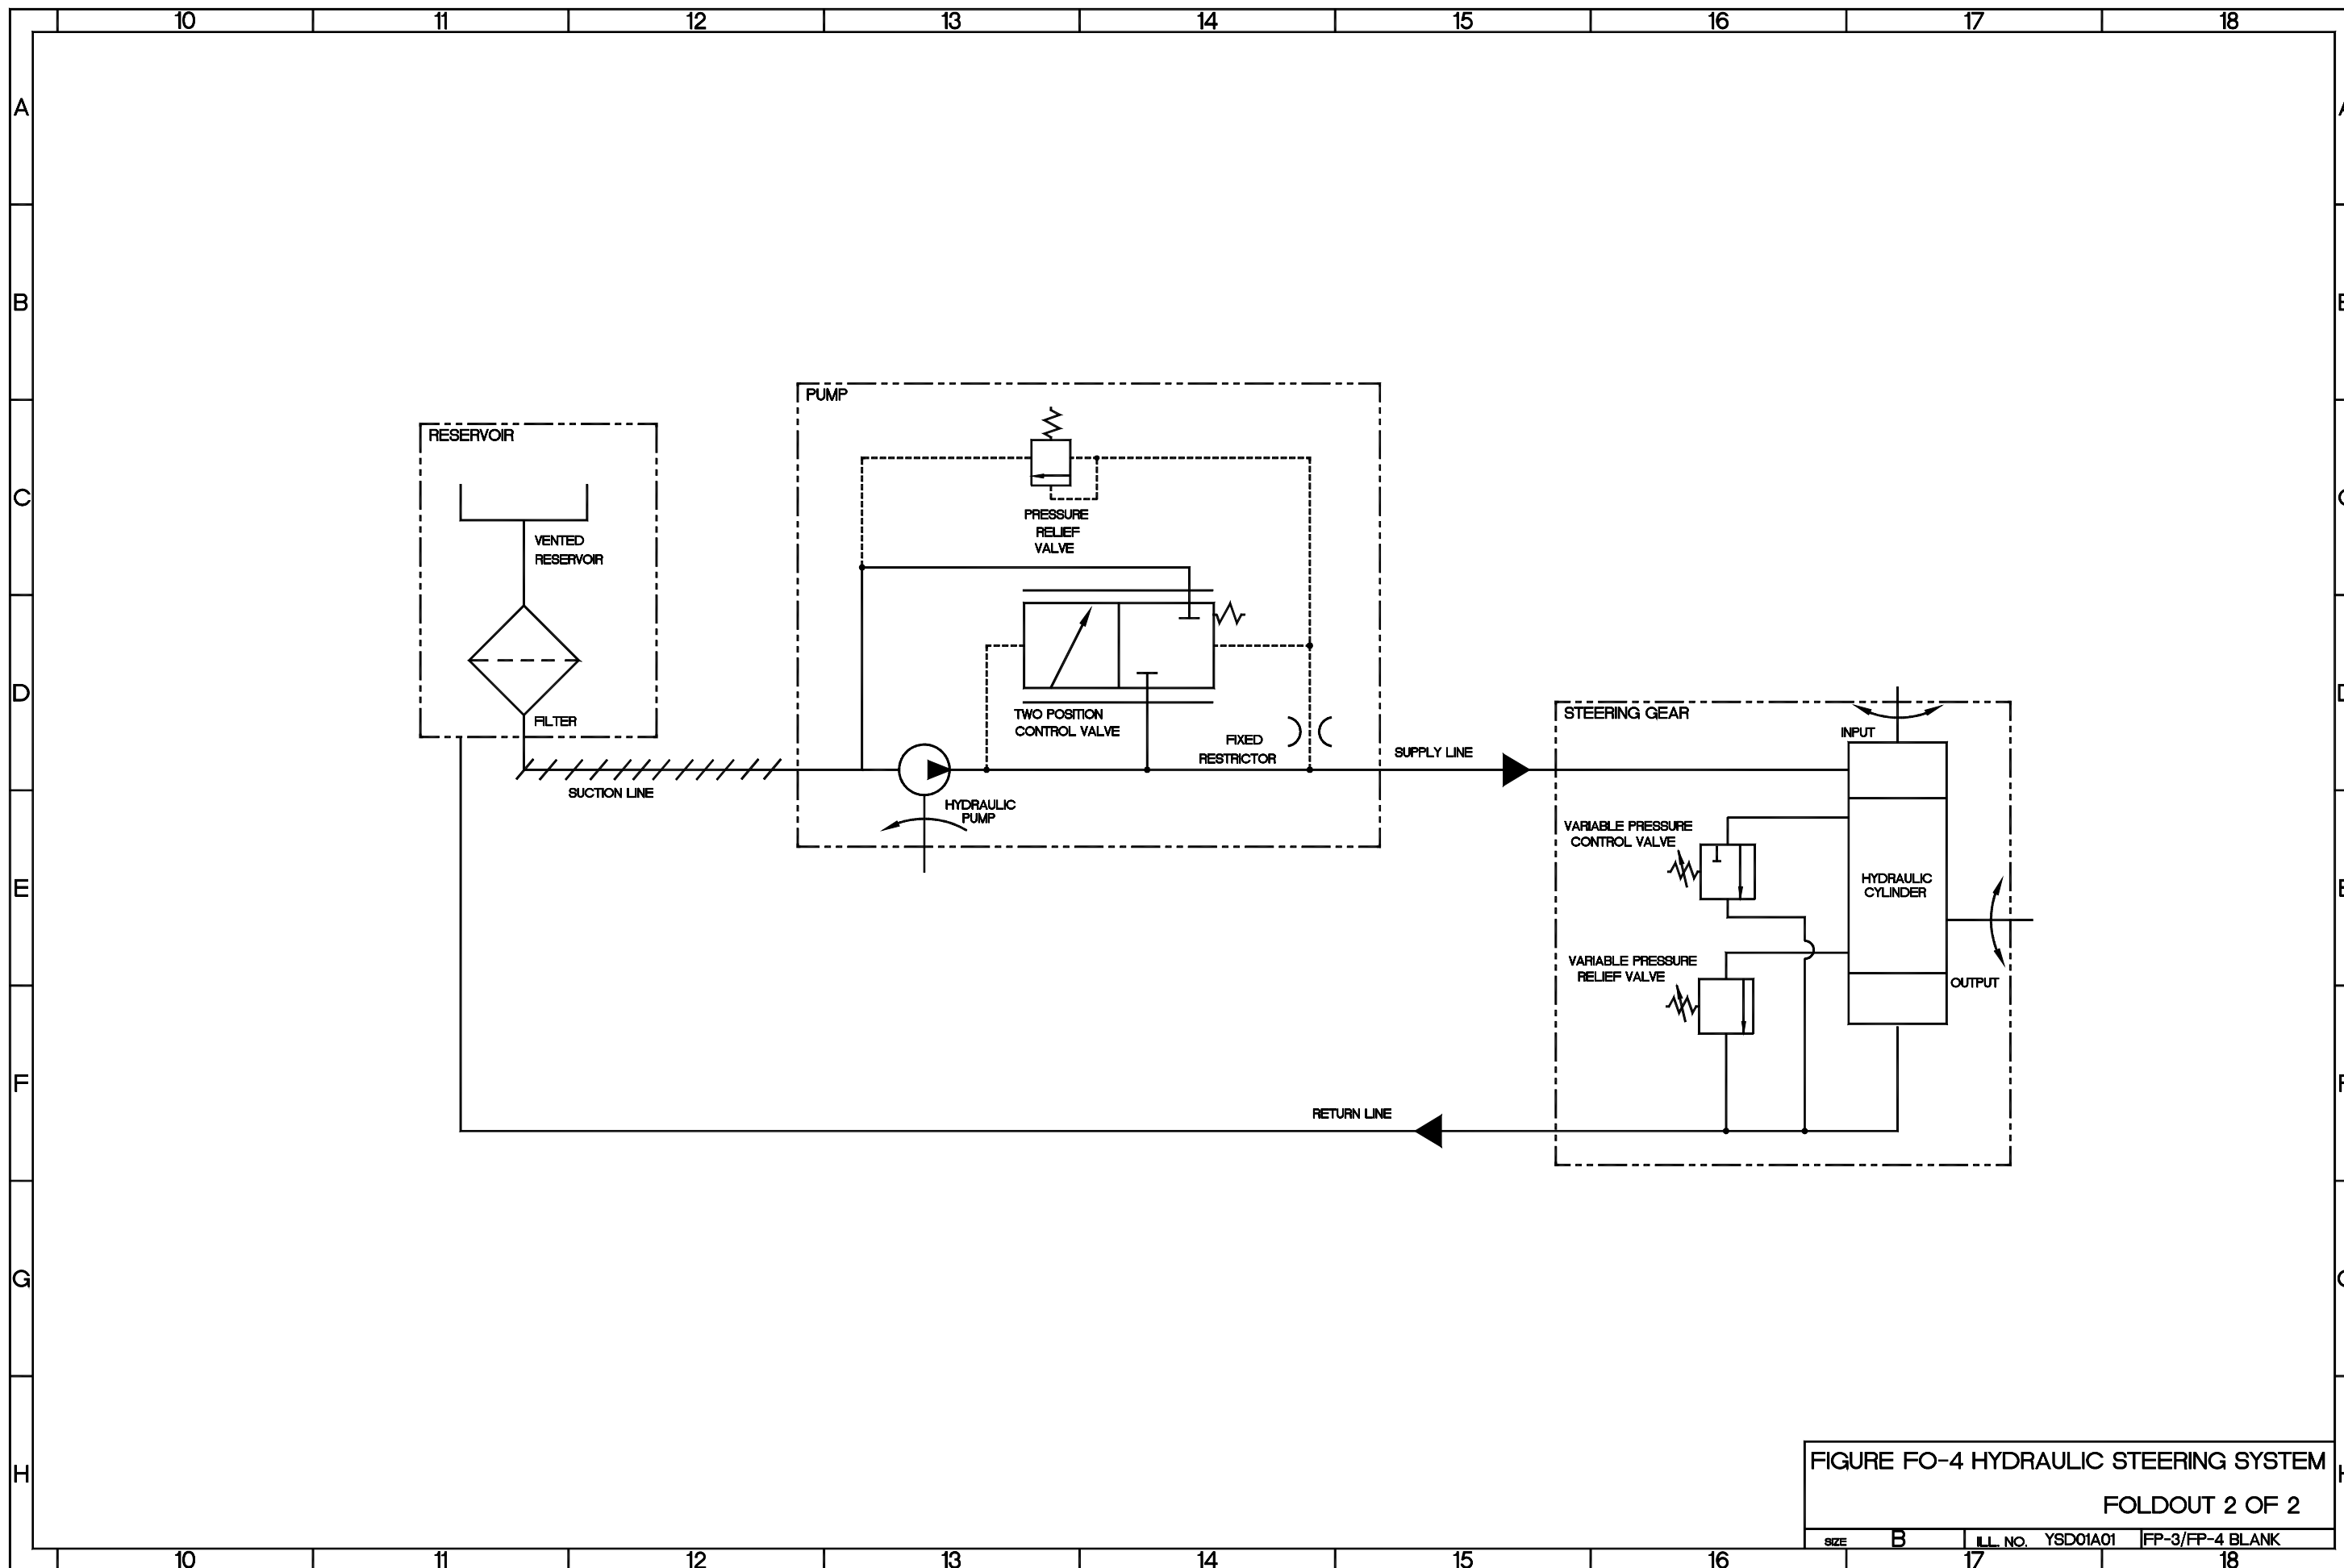 10 11 12 13 14 15 16 17 18
A
B
C
D
E
F
G
H
PUMP
RESERVOIR
VENTED
RESERVOIR
FILTER
SUCTION LINE
PRESSURE
RELIEF
VALVE
TWO POSITION
CONTROL VALVE
FIXED
RESTRICTOR
HYDRAULIC
PUMP
SUPPLY LINE
STEERING GEAR
INPUT
VARIABLE PRESSURE
CONTROL VALVE
HYDRAULIC
CYLINDER
VARIABLE PRESSURE
RELIEF VALVE
OUTPUT
RETURN LINE
FIGURE FO-4 HYDRAULIC STEERING SYSTEM
FOLDOUT 2 OF 2
SIZE B ILL. NO. YSD01A01 FP-3/FP-4 BLANK
10 11 12 13 14 15 16 17 18